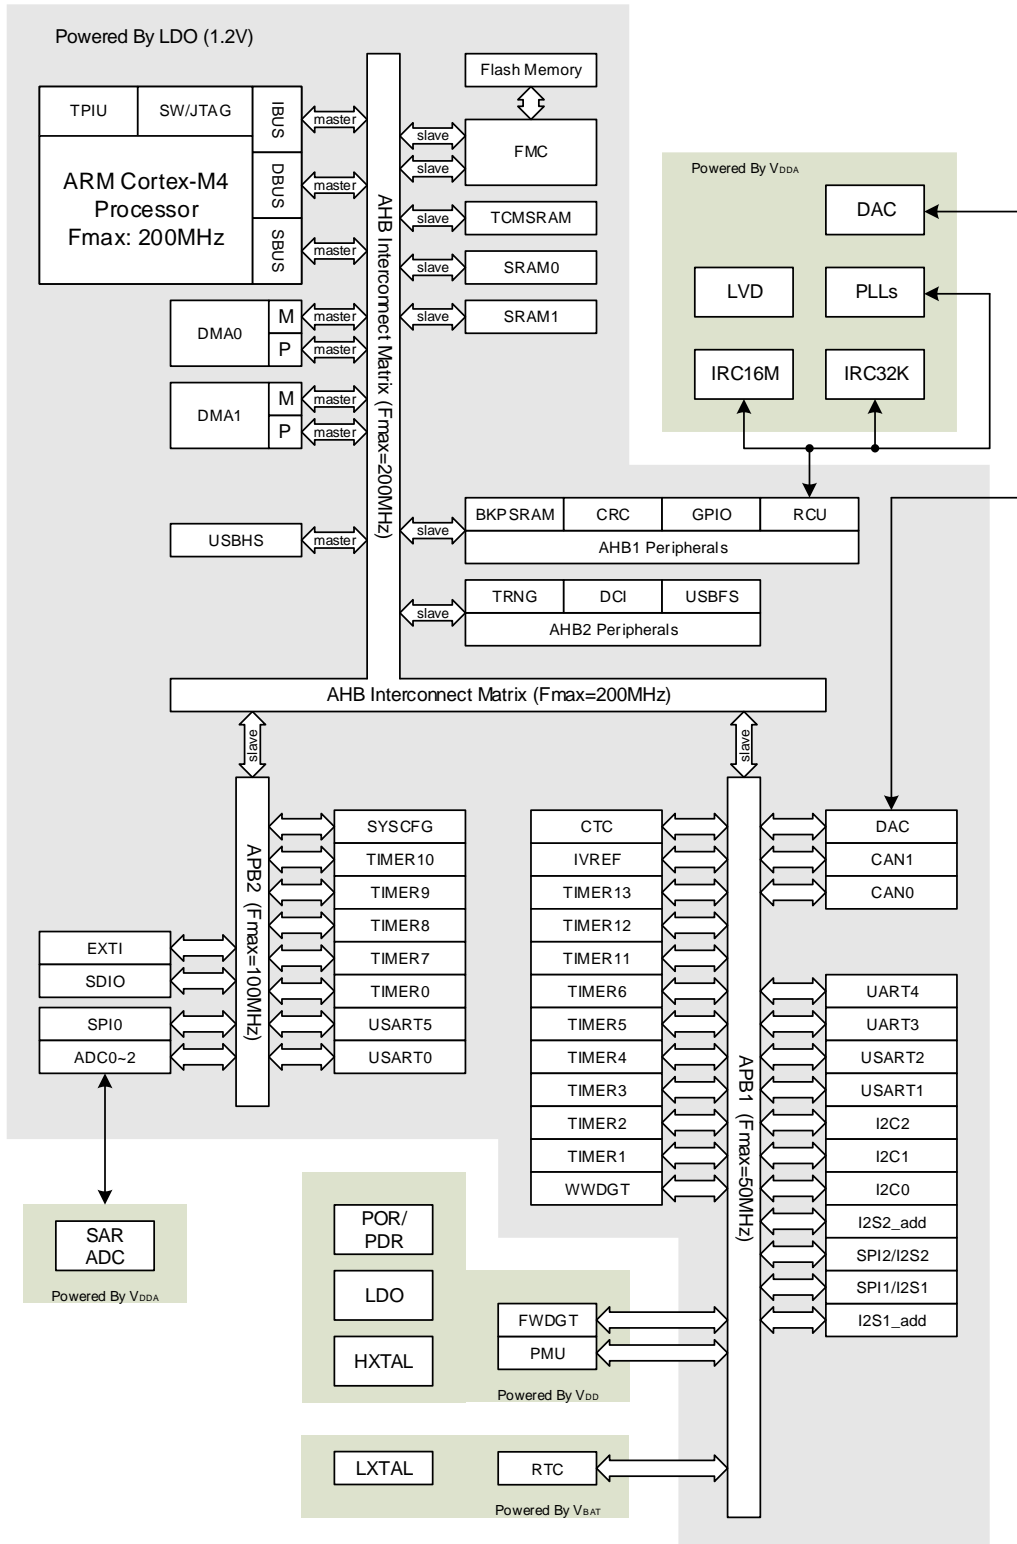 Powered By LDO (1.2V)
TPIU
SW/JTAG
IBUS
ARM Cortex-M4
Processor
Fmax: 200MHz
DBUS
SBUS
master
master
master
DMA0
M
P
master
master
DMA1
M
P
master
master
USBHS
master
AHB Interconnect Matrix (Fmax=200MHz)
Flash Memory
slave
slave
FMC
slave
TCMSRAM
slave
SRAM0
slave
SRAM1
Powered By VDDA
DAC
LVD
PLLs
IRC16M
IRC32K
slave
BKPSRAM
CRC
GPIO
RCU
AHB1 Peripherals
slave
TRNG
DCI
USBFS
AHB2 Peripherals
AHB Interconnect Matrix (Fmax=200MHz)
slave
slave
APB2 (Fmax=100MHz)
SYSCFG
TIMER10
TIMER9
TIMER8
TIMER7
TIMER0
USART5
USART0
EXTI
SDIO
SPI0
ADC0~2
SAR
ADC
Powered By VDDA
CTC
IVREF
TIMER13
TIMER12
TIMER11
TIMER6
TIMER5
TIMER4
TIMER3
TIMER2
TIMER1
WWDGT
APB1 (Fmax=50MHz)
DAC
CAN1
CAN0
UART4
UART3
USART2
USART1
I2C2
I2C1
I2C0
I2S2_add
SPI2/I2S2
SPI1/I2S1
I2S1_add
POR/
PDR
LDO
HXTAL
FWDGT
PMU
Powered By VDD
LXTAL
RTC
Powered By VBAT